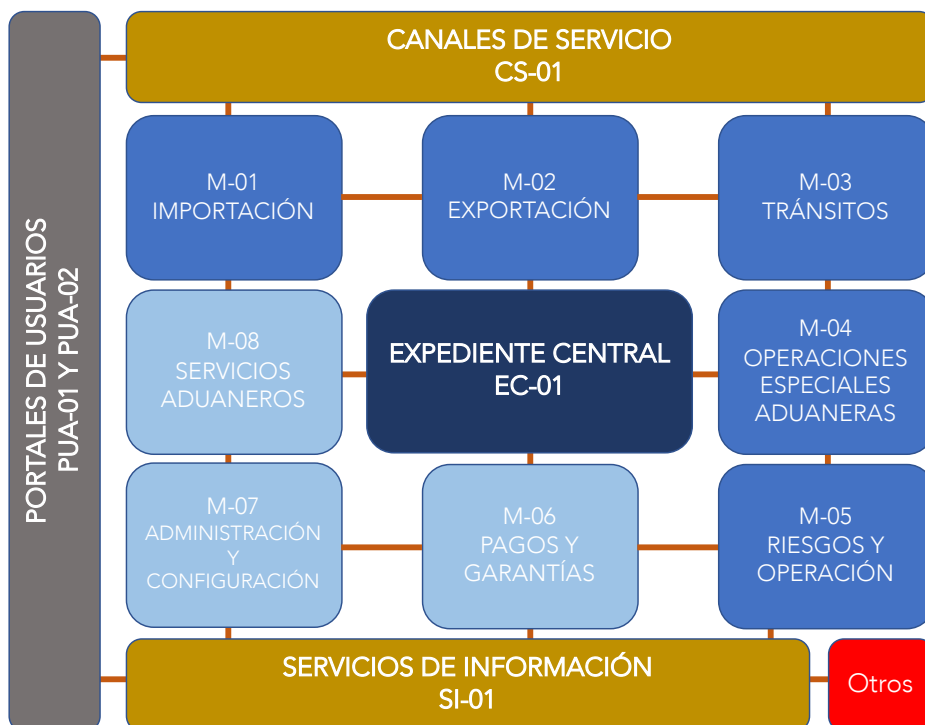 PORTALES DE USUARIOS
PUA-01 Y PUA-02
CANALES DE SERVICIO
CS-01
M-01
IMPORTACIÓN
M-02
EXPORTACIÓN
M-03
TRÁNSITOS
M-08
SERVICIOS
ADUANEROS
EXPEDIENTE CENTRAL
EC-01
M-04
OPERACIONES
ESPECIALES
ADUANERAS
M-07
ADMINISTRACIÓN
Y
CONFIGURACIÓN
M-06
PAGOS Y
GARANTÍAS
M-05
RIESGOS Y
OPERACIÓN
SERVICIOS DE INFORMACIÓN
SI-01
Otros